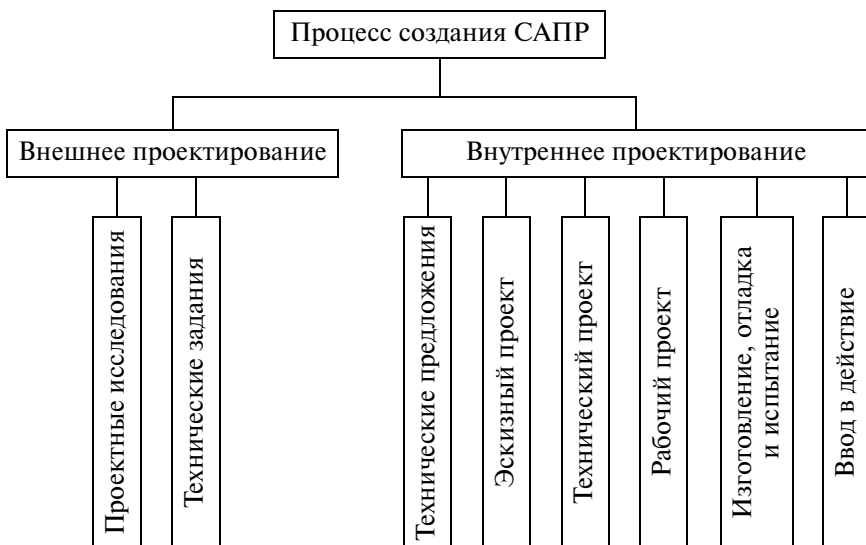 Процесс создания САПР
Внешнее проектирование
Внутреннее проектирование
Проектные исследования
Технические задания
Технические предложения
Эскизный проект
Технический проект
Рабочий проект
Изготовление, отладка
и испытание
Ввод в действие